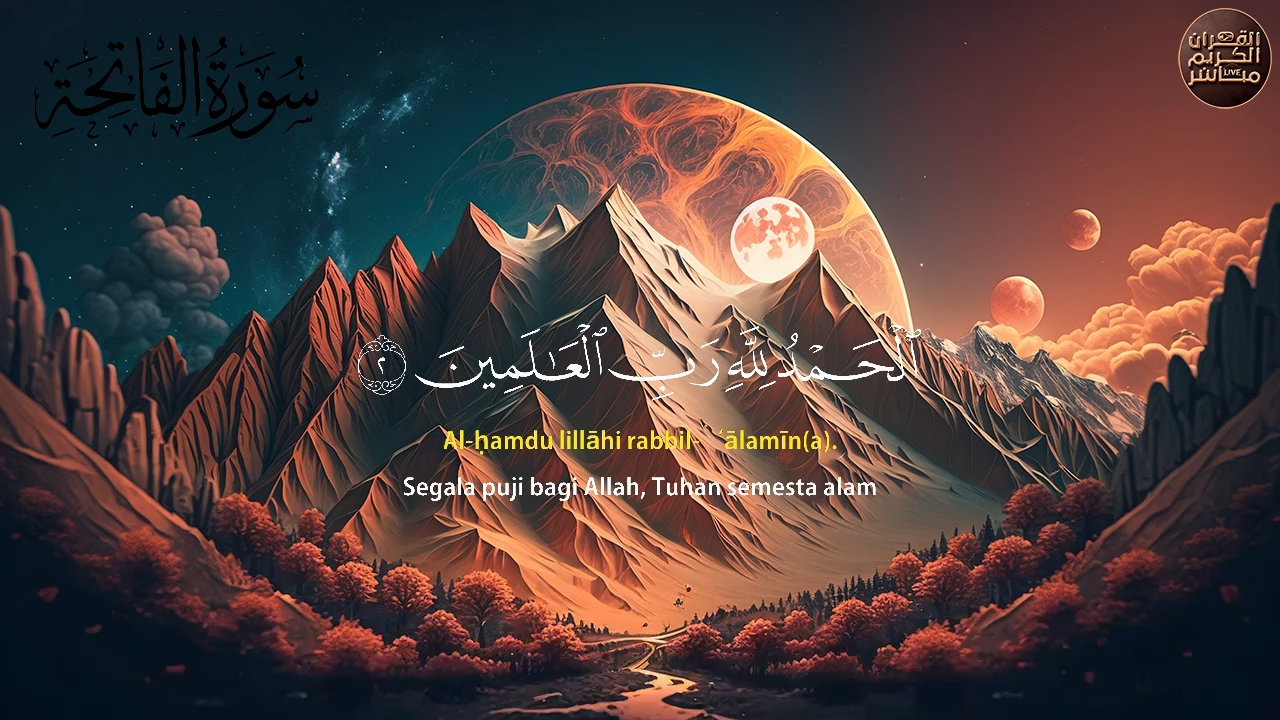 سُورَةُ الفَاتِحَةِ
القرآن
الكريم
مباشر
LIVE
ٱلْحَمْدُ لِلَّهِ رَبِّ ٱلْعَـٰلَمِينَ ٢
Al-ḥamdu lillāhi rabbil- ‘ālamīn(a).
Segala puji bagi Allah, Tuhan semesta alam